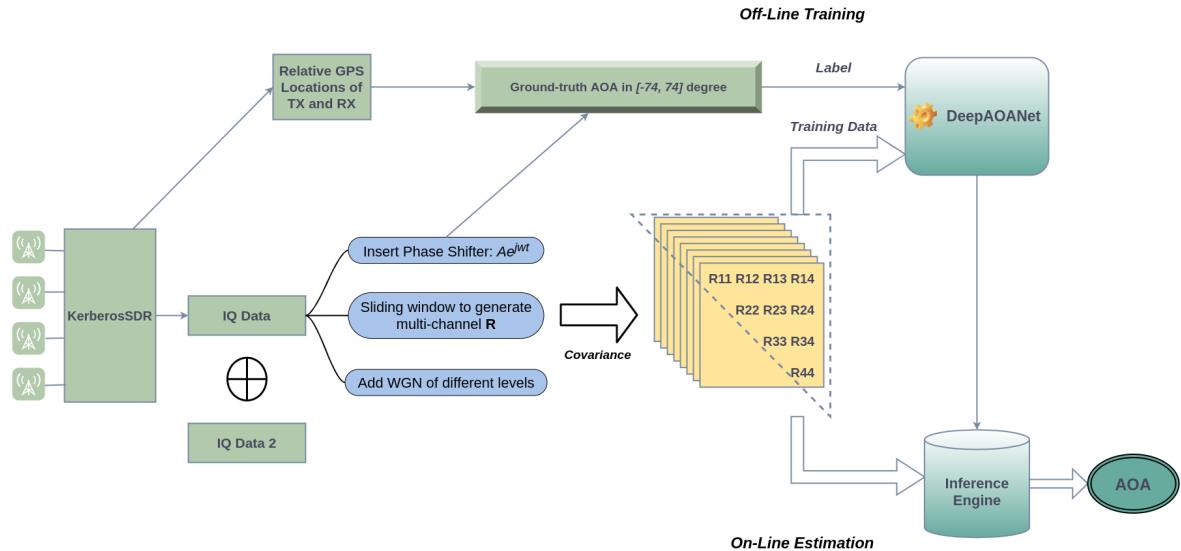 Off-Line Training
Relative GPS
Locations of
TX and RX
Ground-truth AOA in [-74, 74] degree
Label
DeepAOANet
Training Data
KerberosSDR
IQ Data
IQ Data 2
Insert Phase Shifter: Ae^jwt
Sliding window to generate
multi-channel R
Add WGN of different levels
Covariance
R11 R12 R13 R14
R22 R23 R24
R33 R34
R44
Inference
Engine
AOA
On-Line Estimation